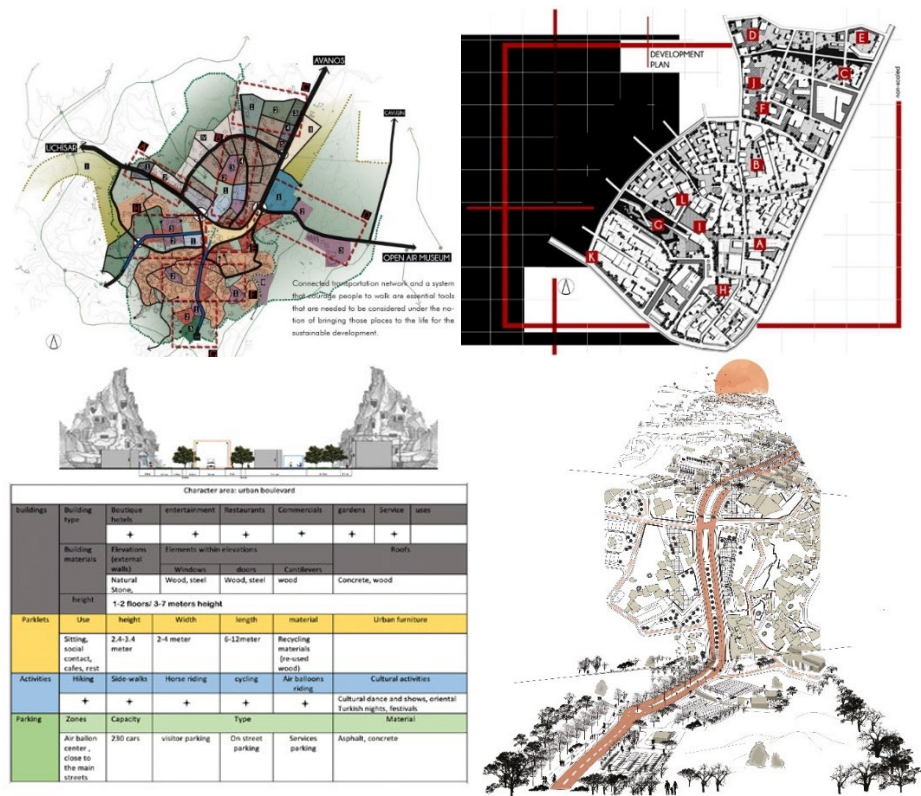 AVANOS
CAVUSIN
UCHISAR
OPEN AIR MUSEUM
Connected transportation network and a system
that courage people to walk are essential tools
that are needed to be considered under the no-
tion of bringing those places to the life for the
sustainable development.
DEVELOPMENT
PLAN
non-scaled
D
E
C
J
F
B
L
G
I
A
K
H
Character area: urban boulevard
buildings
Building type
Boutique hotels
entertainment
Restaurants
Commercials
gardens
Service
uses
+ + + + + +
Building materials
Elevations (external walls)
Elements within elevations
Roofs
Windows
doors
Cantilevers
Natural Stone,
Wood, steel
Wood, steel
wood
Concrete, wood
height
1-2 floors/ 3-7 meters height
Parklets
Use
height
Width
length
material
Urban furniture
Sitting, social contact, cafes, rest
2.4-3.4 meter
2-4 meter
6-12meter
Recycling materials (re-used wood)
Activities
Hiking
Side-walks
Horse riding
cycling
Air balloons riding
Cultural activities
+ + + + +
Cultural dance and shows, oriental Turkish nights, festivals
Parking
Zones
Capacity
Type
Material
Air ballon center , close to the main streets
230 cars
visitor parking
On street parking
Services parking
Asphalt, concrete